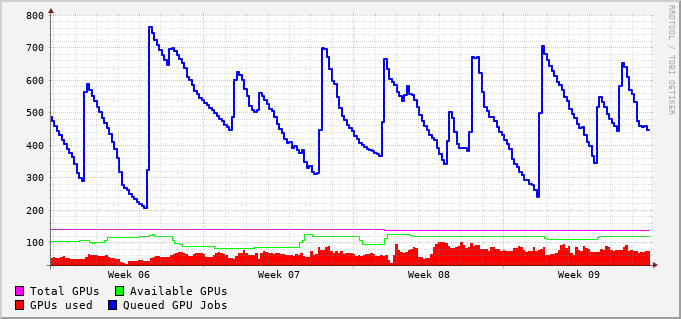 800
700
600
500
400
300
200
100
Week 06 Week 07 Week 08 Week 09
Total GPUs Available GPUs
GPUs used Queued GPU Jobs
RRDTOOL / TOBI OETIKER